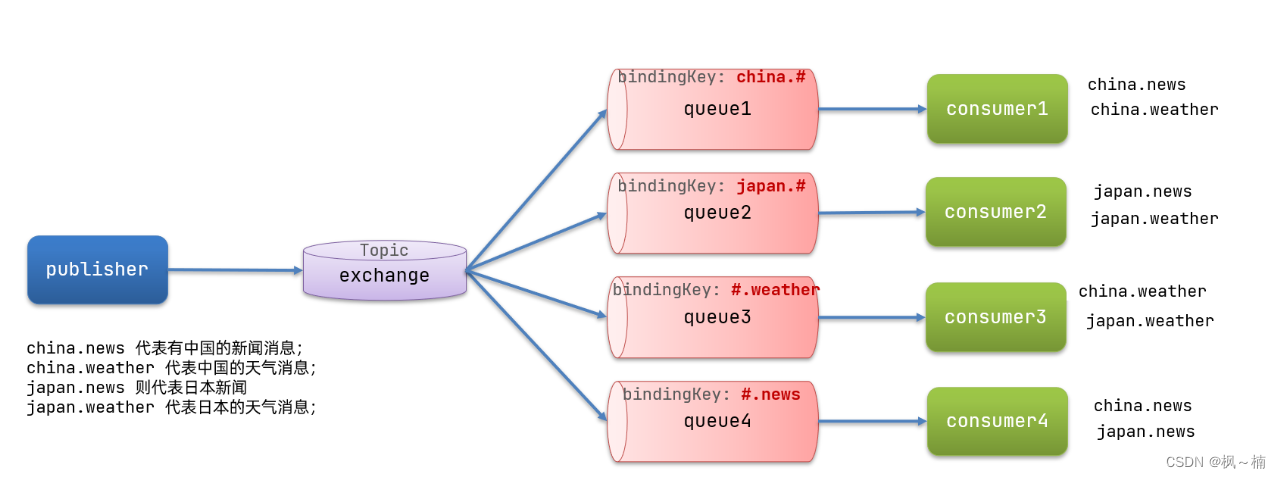 publisher
china.news 代表有中国的新闻消息；
china.weather 代表中国的天气消息；
japan.news 则代表日本新闻
japan.weather 代表日本的天气消息；
Topic
exchange
bindingKey: china.#
queue1
consumer1
china.news
china.weather
bindingKey: japan.#
queue2
consumer2
japan.news
japan.weather
bindingKey: #.weather
queue3
consumer3
china.weather
japan.weather
bindingKey: #.news
queue4
consumer4
china.news
japan.news
CSDN @枫～楠